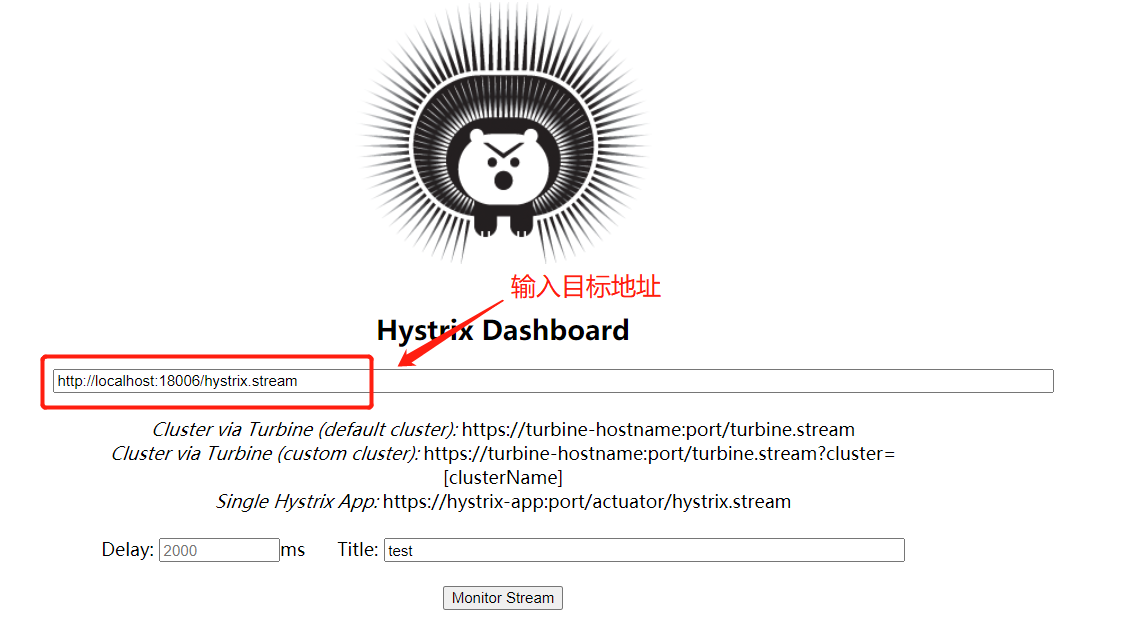 输入目标地址
Hystrix Dashboard
http://localhost:18006/hystrix.stream
Cluster via Turbine (default cluster): https://turbine-hostname:port/turbine.stream
Cluster via Turbine (custom cluster): https://turbine-hostname:port/turbine.stream?cluster=
[clusterName]
Single Hystrix App: https://hystrix-app:port/actuator/hystrix.stream
Delay: 2000 ms Title: test
Monitor Stream